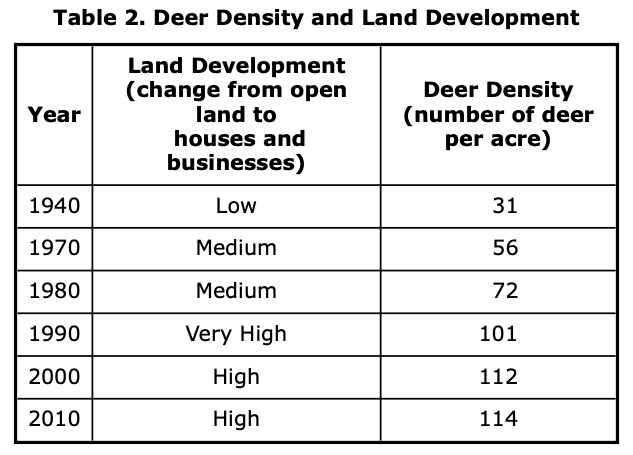 Table 2. Deer Density and Land Development
Year
Land Development
(change from open
land to
houses and
businesses)
Deer Density
(number of deer
per acre)
1940 Low 31
1970 Medium 56
1980 Medium 72
1990 Very High 101
2000 High 112
2010 High 114